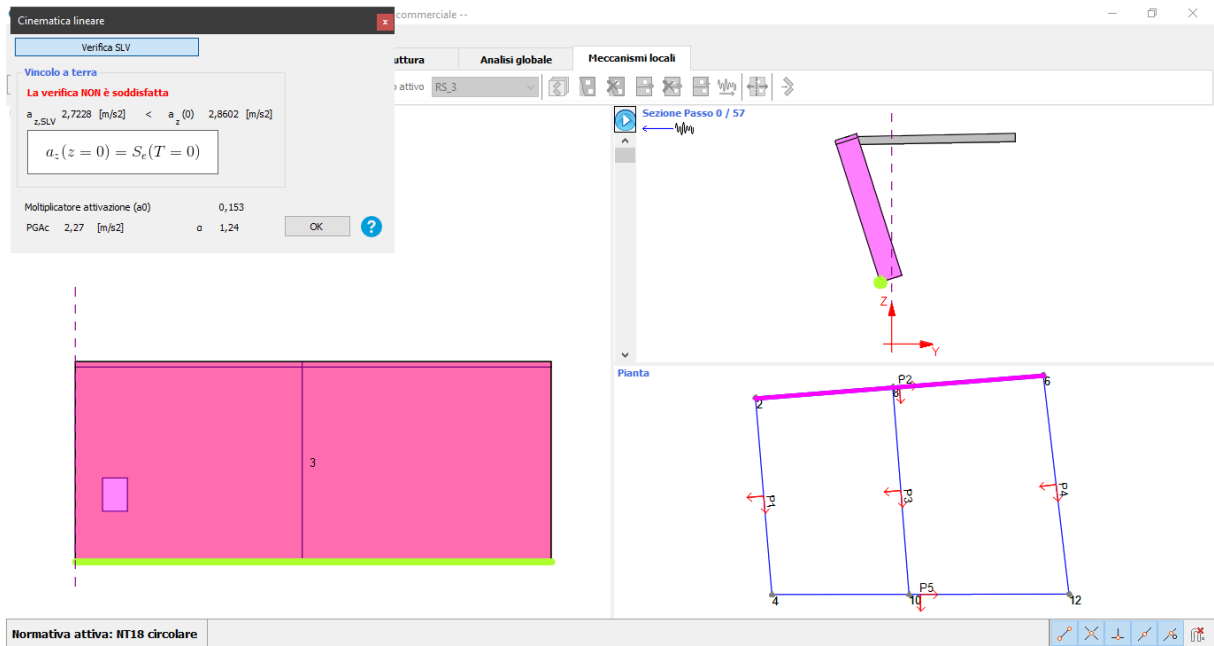 Cinematica lineare
x
commerciale --
Verifica SLV
uttura
Analisi globale
Meccanismi locali
Vincolo a terra
La verifica NON è soddisfatta
o attivo RS_3
a z,SLV 2,7228 [m/s2] < a z (0) 2,8602 [m/s2]
a_z(z = 0) = S_e(T = 0)
Moltiplicatore attivazione (a0) 0,153
PGAc 2,27 [m/s2] α 1,24
OK
?
Sezione Passo 0 / 57
Z
Y
3
Pianta
P2
6
2
8
P1
P3
P4
P5
4
10
12
Normativa attiva: NT18 circolare